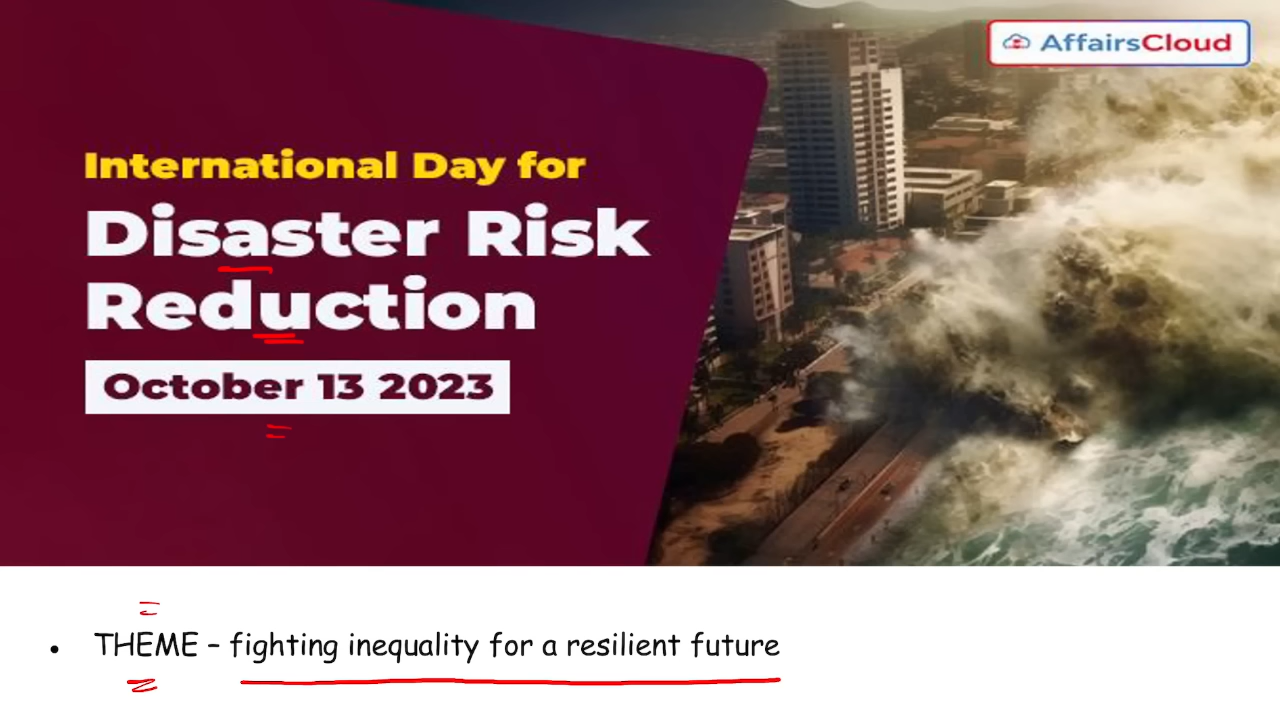 AffairsCloud
International Day for
Disaster Risk
Reduction
October 13 2023
• THEME – fighting inequality for a resilient future